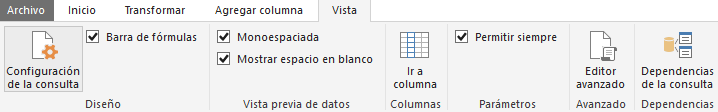 Archivo Inicio Transformar Agregar columna Vista
Configuración
de la consulta
Barra de fórmulas
Diseño
Monoespaciada
Mostrar espacio en blanco
Vista previa de datos
Ir a
columna
Columnas
Permitir siempre
Parámetros
Editor
avanzado
Avanzado
Dependencias
de la consulta
Dependencias